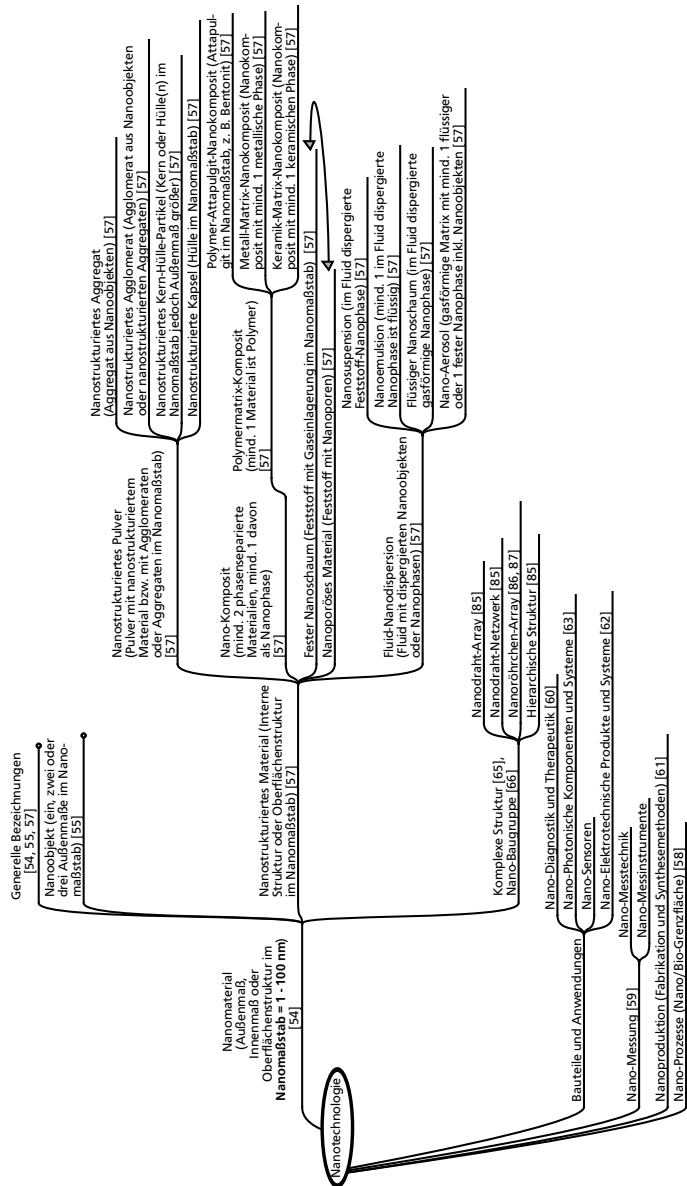 Nanotechnologie
Nanomaterial
(Außenmaß,
Innenmaß oder
Oberflächenstruktur im
Nanomaßstab = 1 - 100 nm)
[54]
Generelle Bezeichnungen
[54, 55, 57]
Nanoobjekt (ein, zwei oder
drei Außenmaße im Nano-
maßstab) [55]
Nanostrukturiertes Material (Interne
Struktur oder Oberflächenstruktur
im Nanomaßstab) [57]
Nanostrukturiertes Pulver
(Pulver mit nanostrukturiertem
Material bzw. mit Agglomeraten
oder Aggregaten im Nanomaßstab)
[57]
Nanostrukturiertes Aggregat
(Aggregat aus Nanoobjekten) [57]
Nanostrukturiertes Agglomerat (Agglomerat aus Nanoobjekten
oder nanostrukturierten Aggregaten) [57]
Nanostrukturiertes Kern-Hülle-Partikel (Kern oder Hülle(n) im
Nanomaßstab jedoch Außenmaß größer) [57]
Nanostrukturierte Kapsel (Hülle im Nanomaßstab) [57]
Nano-Komposit
(mind. 2 phasenseparierte
Materialien, mind. 1 davon
als Nanophase)
[57]
Polymermatrix-Komposit
(mind. 1 Material ist Polymer)
[57]
Polymer-Attapulgit-Nanokomposit (Attapul-
git im Nanomaßstab, z. B. Bentonit) [57]
Metall-Matrix-Nanokomposit (Nanokom-
posit mit mind. 1 metallische Phase) [57]
Keramik-Matrix-Nanokomposit (Nanokom-
posit mit mind. 1 keramischen Phase) [57]
Fester Nanoschaum (Feststoff mit Gaseinlagerung im Nanomaßstab) [57]
Nanoporöses Material (Feststoff mit Nanoporen) [57]
Fluid-Nanodispersion
(Fluid mit dispergierten Nanoobjekten
oder Nanophasen) [57]
Nanosuspension (im Fluid dispergierte
Feststoff-Nanophase) [57]
Nanoemulsion (mind. 1 im Fluid dispergierte
Nanophase ist flüssig) [57]
Flüssiger Nanoschaum (im Fluid dispergierte
gasförmige Nanophase) [57]
Nano-Aerosol (gasförmige Matrix mit mind. 1 flüssiger
oder 1 fester Nanophase inkl. Nanoobjekten [57]
Komplexe Struktur [65],
Nano-Baugruppe [66]
Nanodraht-Array [85]
Nanodraht-Netzwerk [85]
Nanoröhrchen-Array [86, 87]
Hierarchische Struktur [85]
Bauteile und Anwendungen
Nano-Diagnostik und Therapeutik [60]
Nano-Photonische Komponenten und Systeme [63]
Nano-Sensoren
Nano-Elektrotechnische Produkte und Systeme [62]
Nano-Messung [59]
Nano-Messtechnik
Nano-Messinstrumente
Nanoproduktion (Fabrikation und Synthesemethoden) [61]
Nano-Prozesse (Nano/Bio-Grenzfläche) [58]